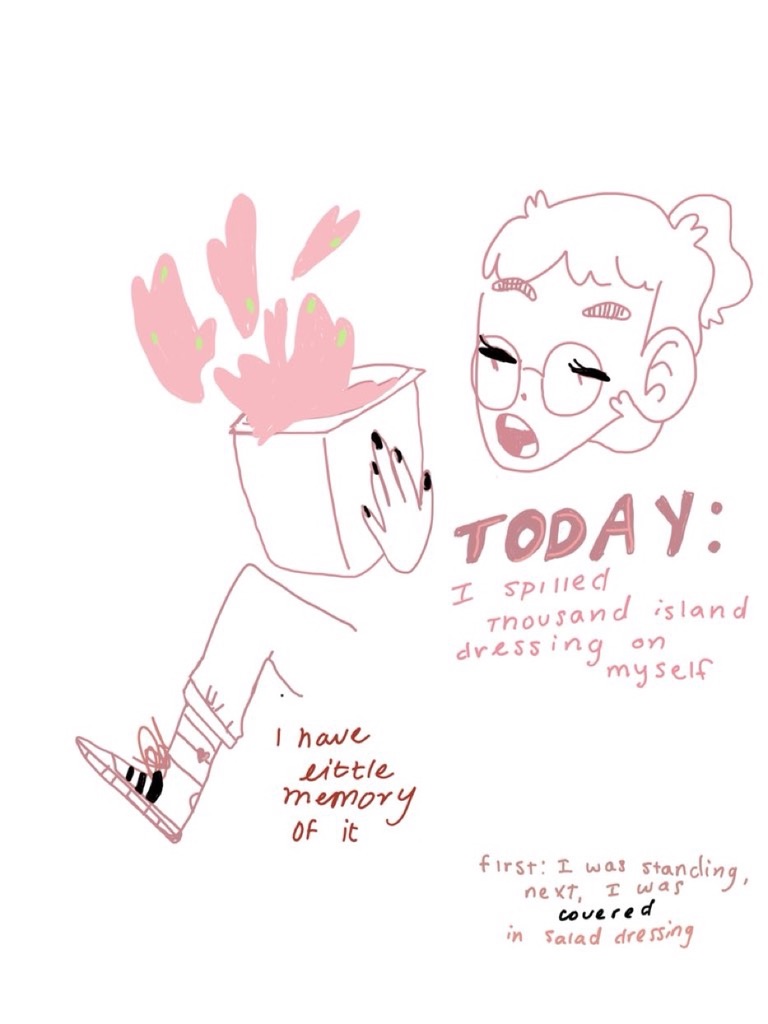 TODAY:
I spilled
thousand island
dressing on
myself
I have
little
memory
of it
first: I was standing,
next, I was
covered
in salad dressing